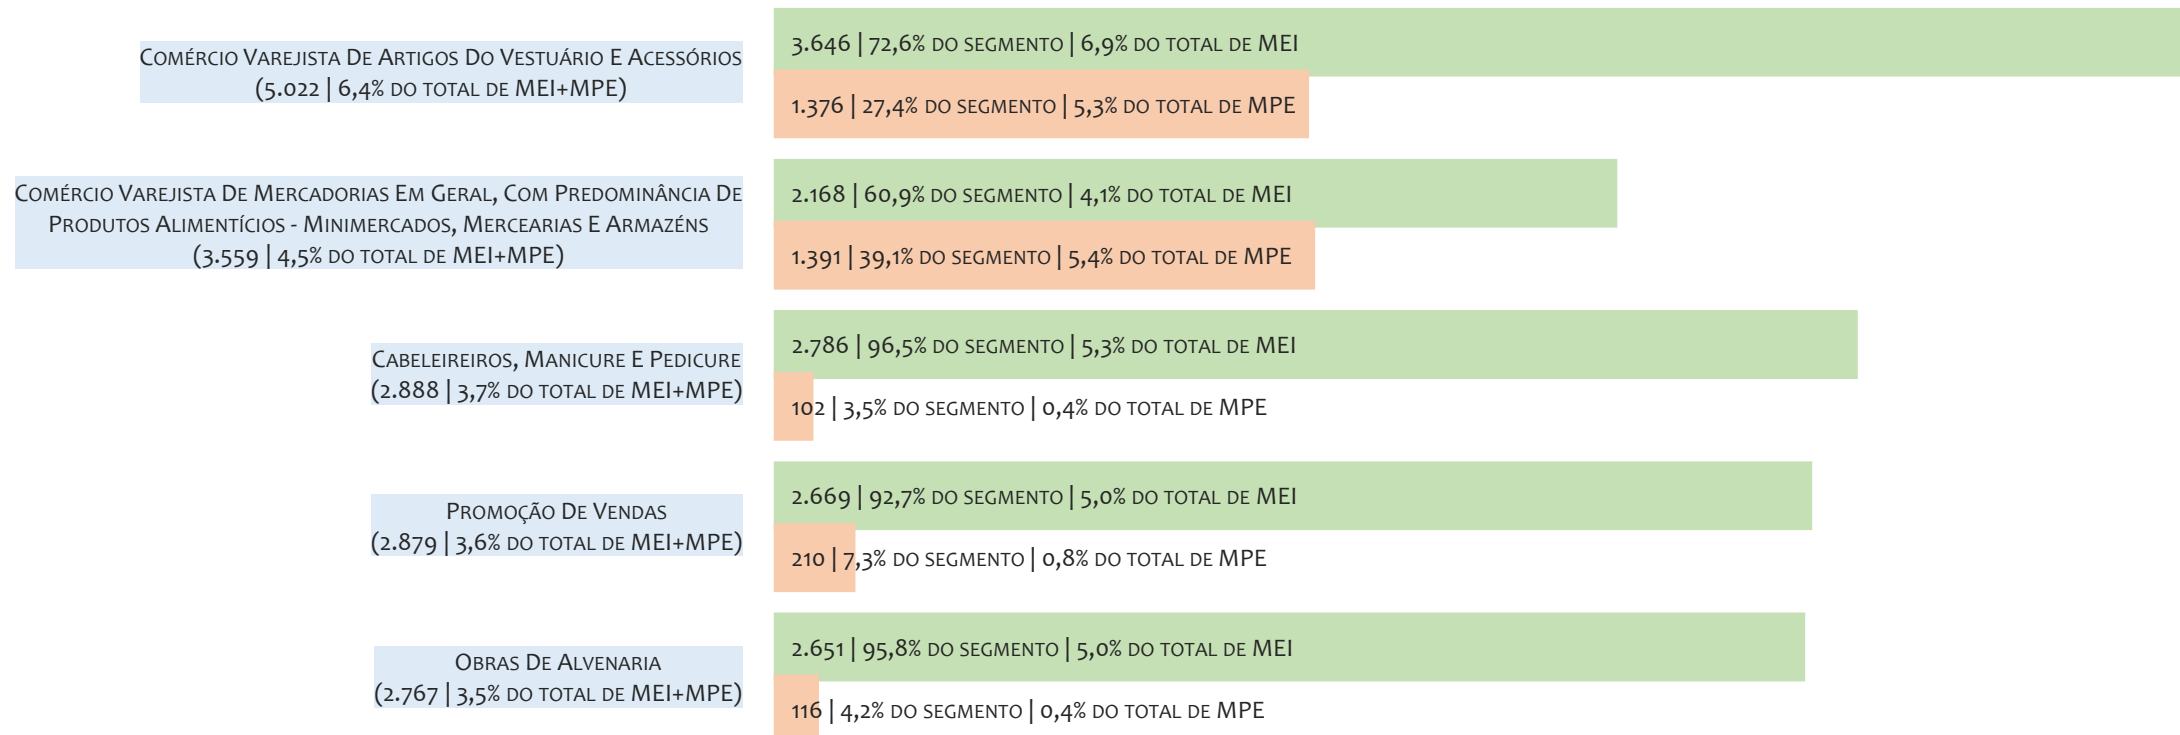 Comércio Varejista De Artigos Do Vestuário E Acessórios
(5.022 | 6,4% do total de MEI+MPE)
3.646 | 72,6% do segmento | 6,9% do total de MEI
1.376 | 27,4% do segmento | 5,3% do total de MPE
Comércio Varejista De Mercadorias Em Geral, Com Predominância De
Produtos Alimentícios - Minimercados, Mercearias E Armazéns
(3.559 | 4,5% do total de MEI+MPE)
2.168 | 60,9% do segmento | 4,1% do total de MEI
1.391 | 39,1% do segmento | 5,4% do total de MPE
Cabeleireiros, Manicure E Pedicure
(2.888 | 3,7% do total de MEI+MPE)
2.786 | 96,5% do segmento | 5,3% do total de MEI
102 | 3,5% do segmento | 0,4% do total de MPE
Promoção De Vendas
(2.879 | 3,6% do total de MEI+MPE)
2.669 | 92,7% do segmento | 5,0% do total de MEI
210 | 7,3% do segmento | 0,8% do total de MPE
Obras De Alvenaria
(2.767 | 3,5% do total de MEI+MPE)
2.651 | 95,8% do segmento | 5,0% do total de MEI
116 | 4,2% do segmento | 0,4% do total de MPE